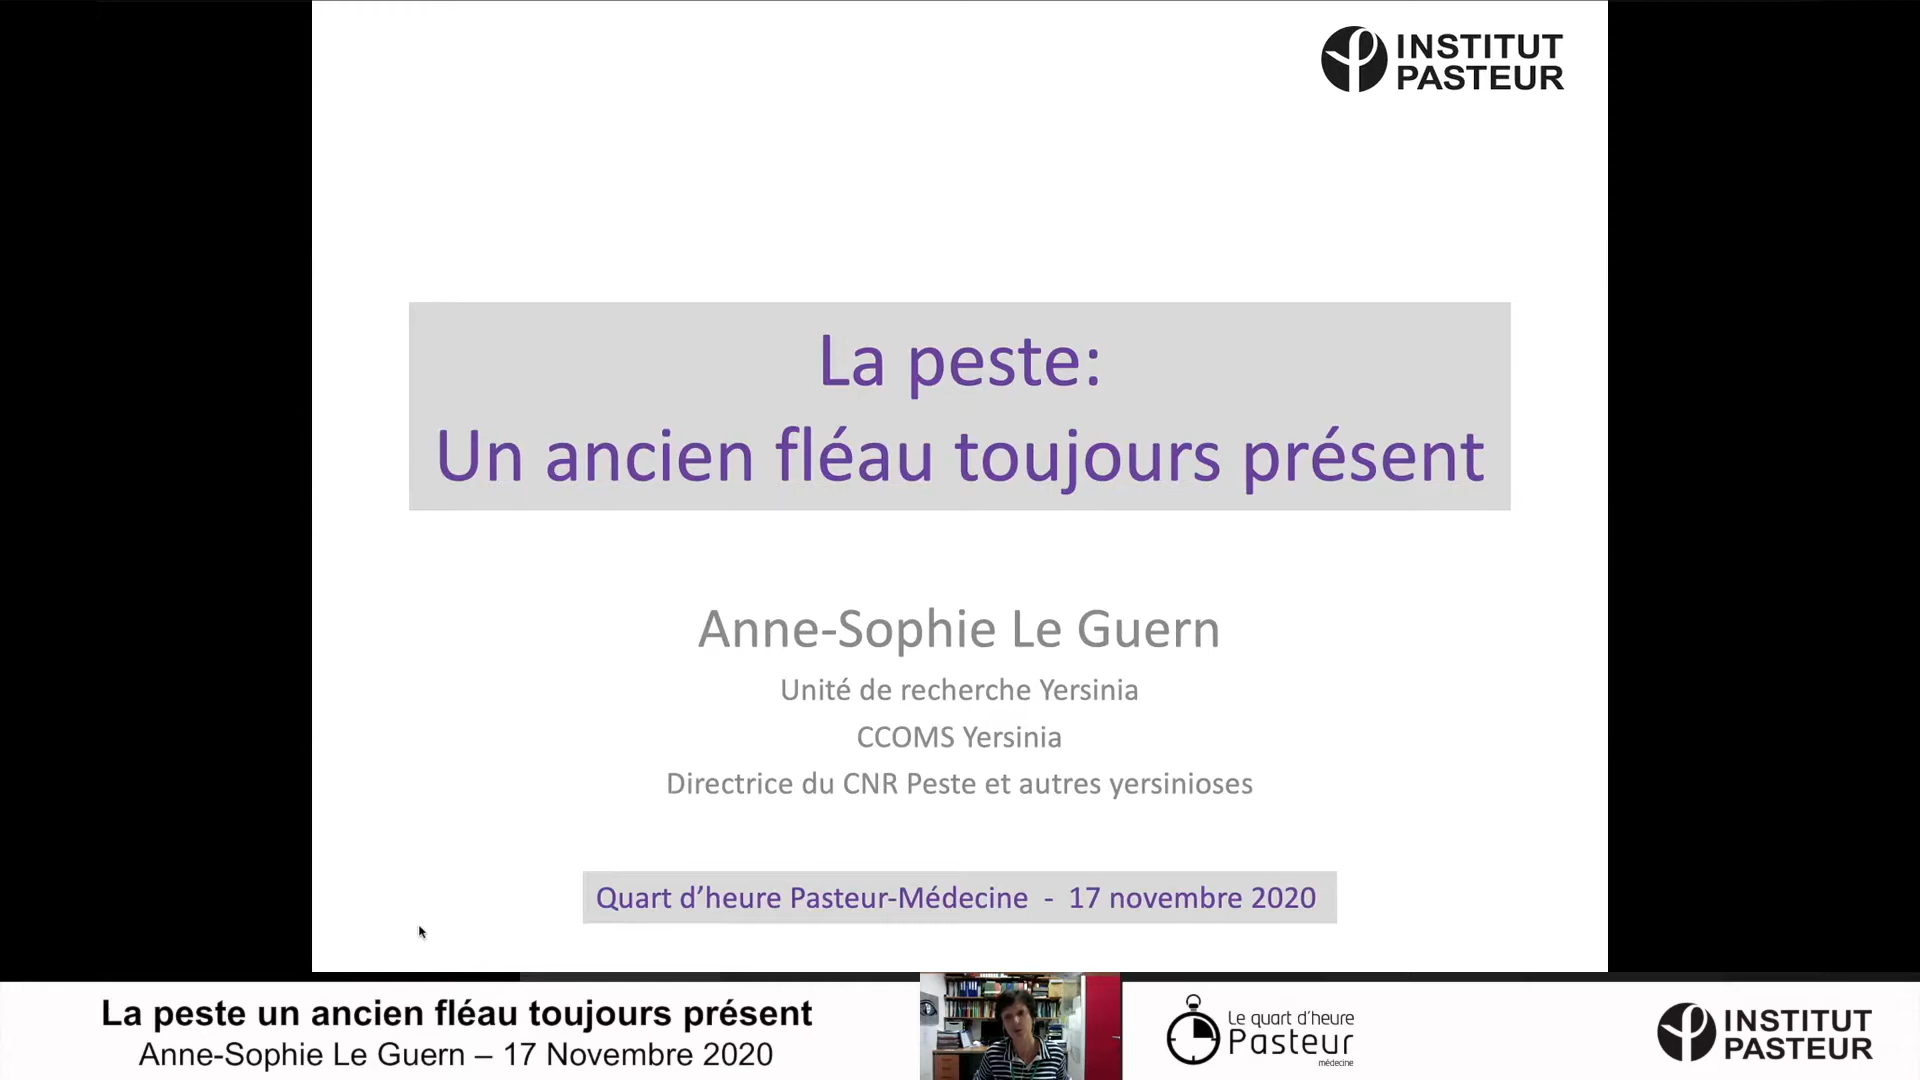 INSTITUT
PASTEUR
La peste:
Un ancien fléau toujours présent
Anne-Sophie Le Guern
Unité de recherche Yersinia
CCOMS Yersinia
Directrice du CNR Peste et autres yersinioses
Quart d’heure Pasteur-Médecine - 17 novembre 2020
La peste un ancien fléau toujours présent
Anne-Sophie Le Guern – 17 Novembre 2020
Le quart d’heure
Pasteur
médecine
INSTITUT
PASTEUR